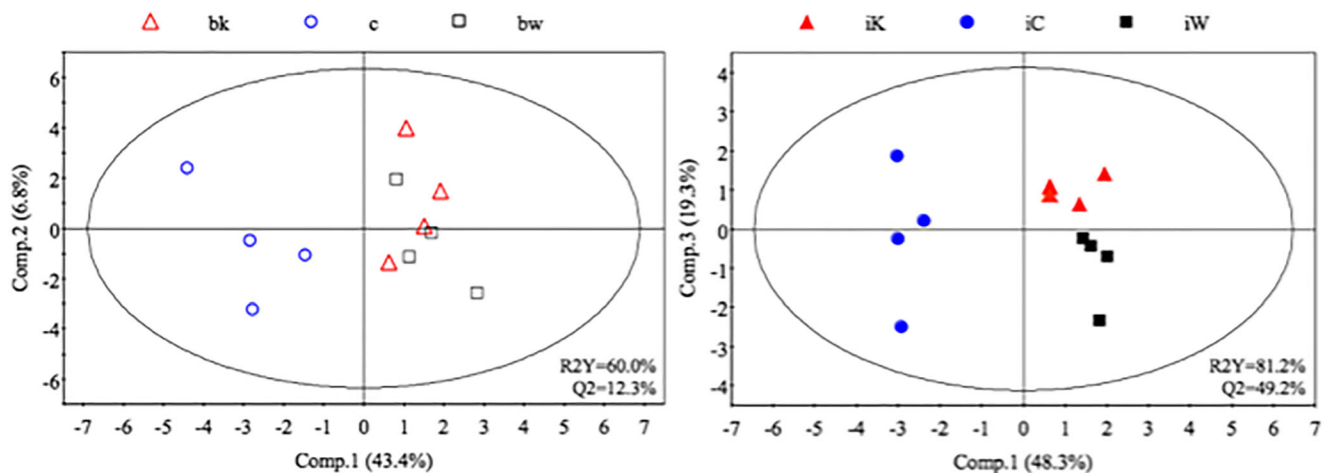 bk c bw
6
4
2
0
-2
-4
-6
Comp.2 (6.8%)
R2Y=60.0%
Q2=12.3%
-7 -6 -5 -4 -3 -2 -1 0 1 2 3 4 5 6 7
Comp.1 (43.4%)
iK iC iW
4
3
2
1
0
-1
-2
-3
-4
Comp.3 (19.3%)
R2Y=81.2%
Q2=49.2%
-7 -6 -5 -4 -3 -2 -1 0 1 2 3 4 5 6 7
Comp.1 (48.3%)